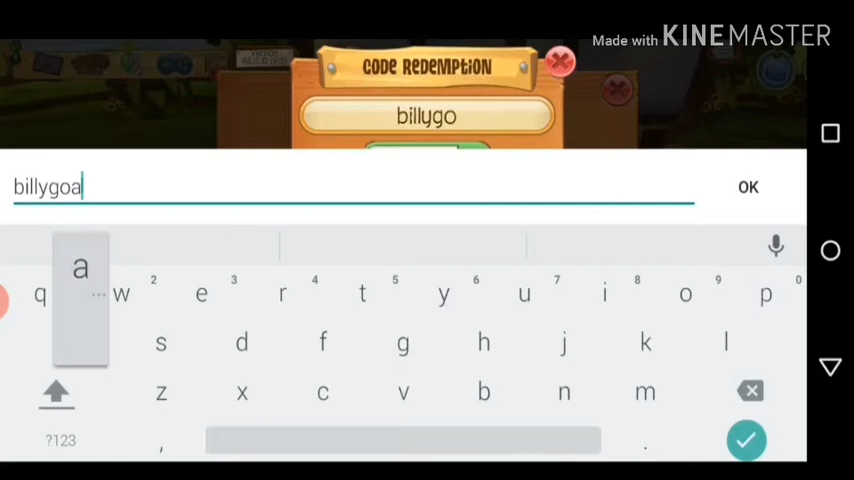 Made with KINEMASTER
CODE REDEMPTION
billygo
billygoa
OK
a
q w 2 e 3 r 4 t 5 y 6 u 7 i 8 o 9 p 0
s d f g h j k l
z x c v b n m
?123 , .